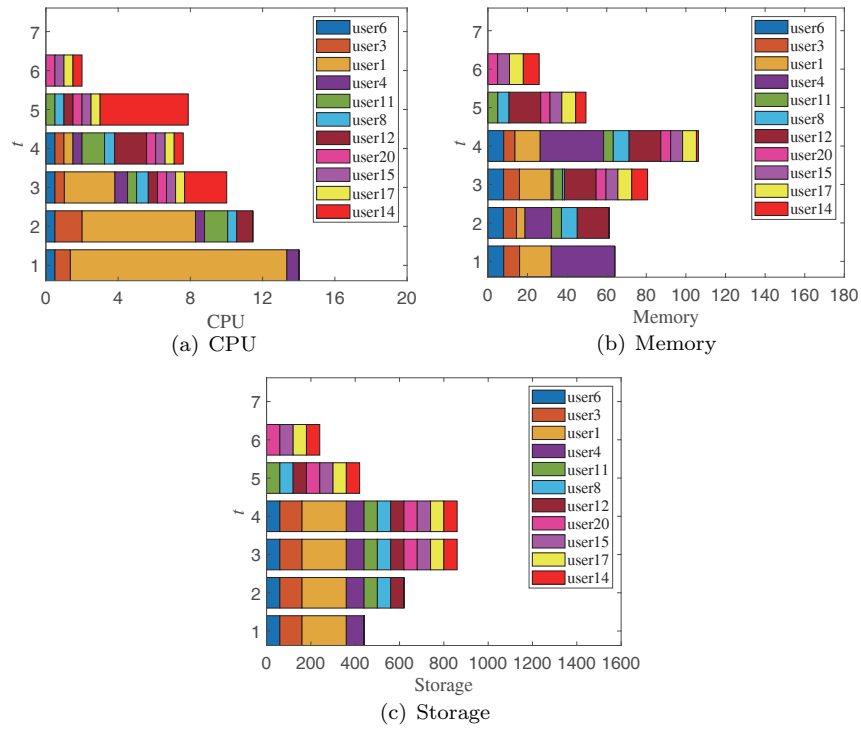 7
6
5
4
3
2
1
t
0 4 8 12 16 20
CPU
user6
user3
user1
user4
user11
user8
user12
user20
user15
user17
user14
(a) CPU
7
6
5
4
3
2
1
t
0 20 40 60 80 100 120 140 160 180
Memory
user6
user3
user1
user4
user11
user8
user12
user20
user15
user17
user14
(b) Memory
7
6
5
4
3
2
1
t
0 200 400 600 800 1000 1200 1400 1600
Storage
user6
user3
user1
user4
user11
user8
user12
user20
user15
user17
user14
(c) Storage